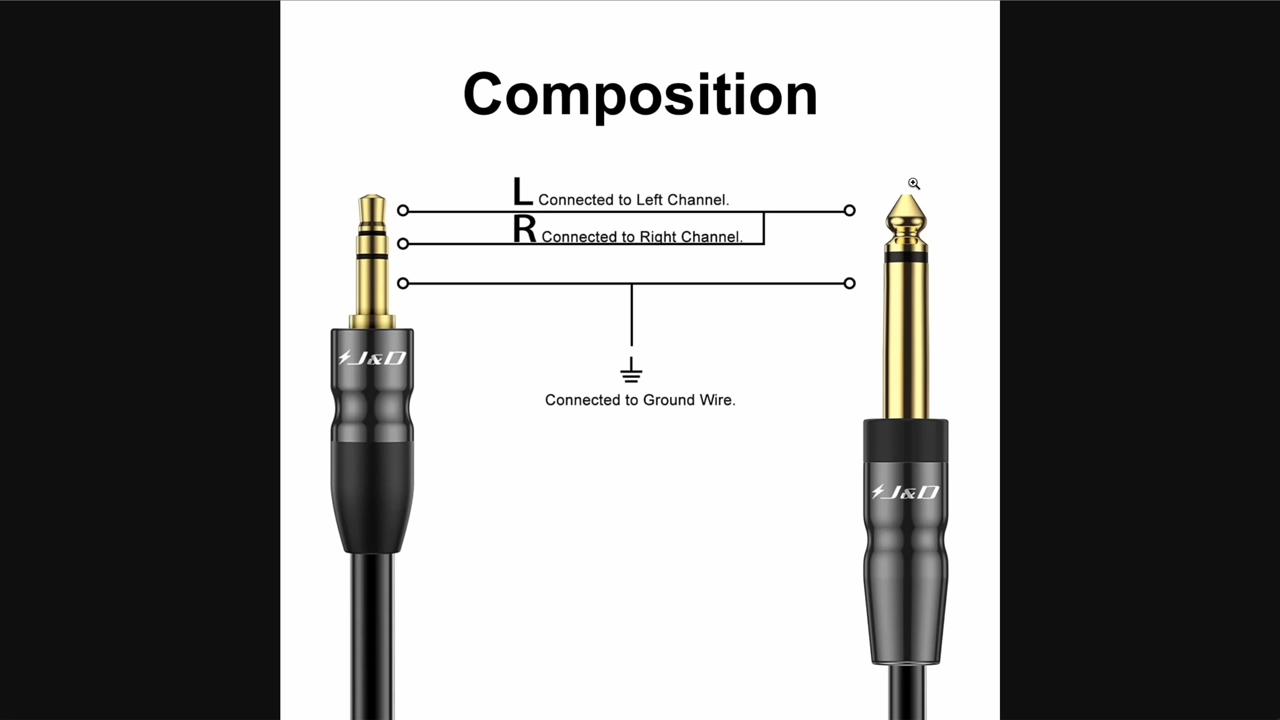 Composition
L Connected to Left Channel.
R Connected to Right Channel.
Connected to Ground Wire.
J&D
J&D